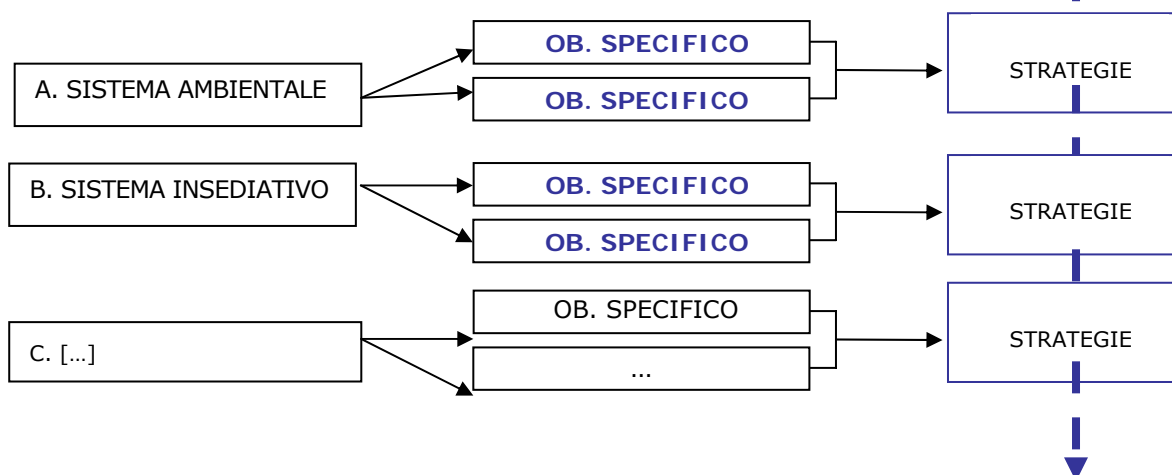 A. SISTEMA AMBIENTALE
OB. SPECIFICO
OB. SPECIFICO
STRATEGIE
B. SISTEMA INSEDIATIVO
OB. SPECIFICO
OB. SPECIFICO
STRATEGIE
C. [...]
OB. SPECIFICO
...
STRATEGIE